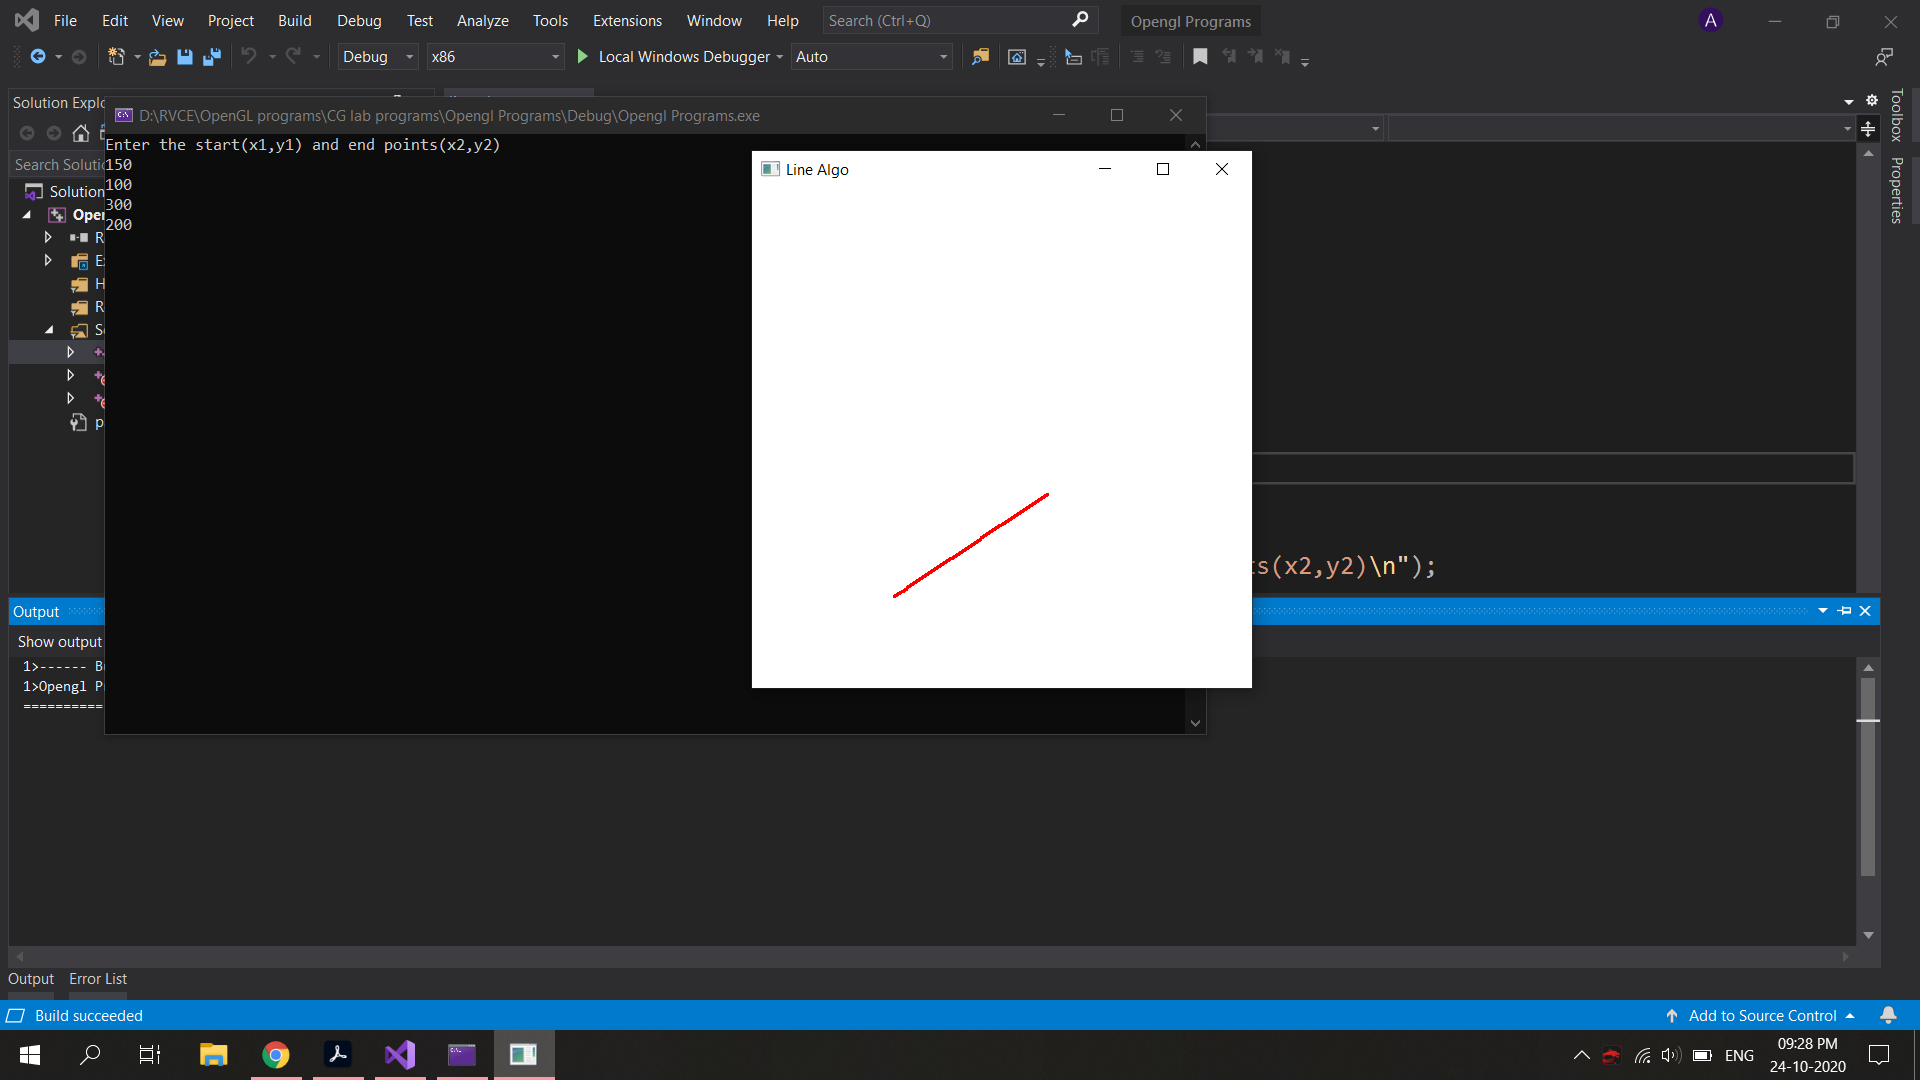 File Edit View Project Build Debug Test Analyze Tools Extensions Window Help Search (Ctrl+Q) Opengl Programs A
Debug x86 Local Windows Debugger Auto
Solution Explo
D:\RVCE\OpenGL programs\CG lab programs\Opengl Programs\Debug\Opengl Programs.exe
Toolbox
Properties
Enter the start(x1,y1) and end points(x2,y2)
150
100
300
200
Line Algo
Search Soluti
Solution
Oper
R
E
H
R
S
p
ts(x2,y2)\n");
Output
Show output
1>------ B
1>Opengl P
==========
Output Error List
Build succeeded
Add to Source Control
ENG
09:28 PM
24-10-2020